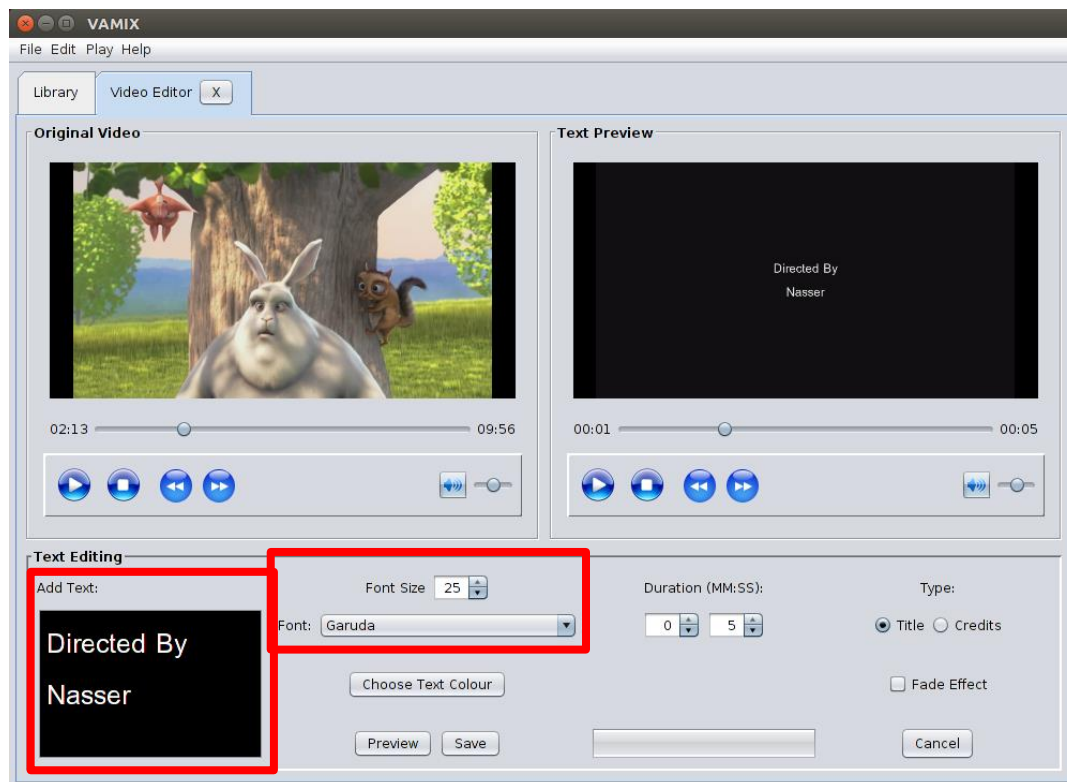 VAMIX
File Edit Play Help
Library Video Editor X
Original Video
Text Preview
Directed By
Nasser
02:13 09:56
00:01 00:05
Text Editing
Add Text:
Directed By
Nasser
Font Size 25
Font: Garuda
Choose Text Colour
Preview Save
Duration (MM:SS):
0 5
Type:
Title Credits
Fade Effect
Cancel